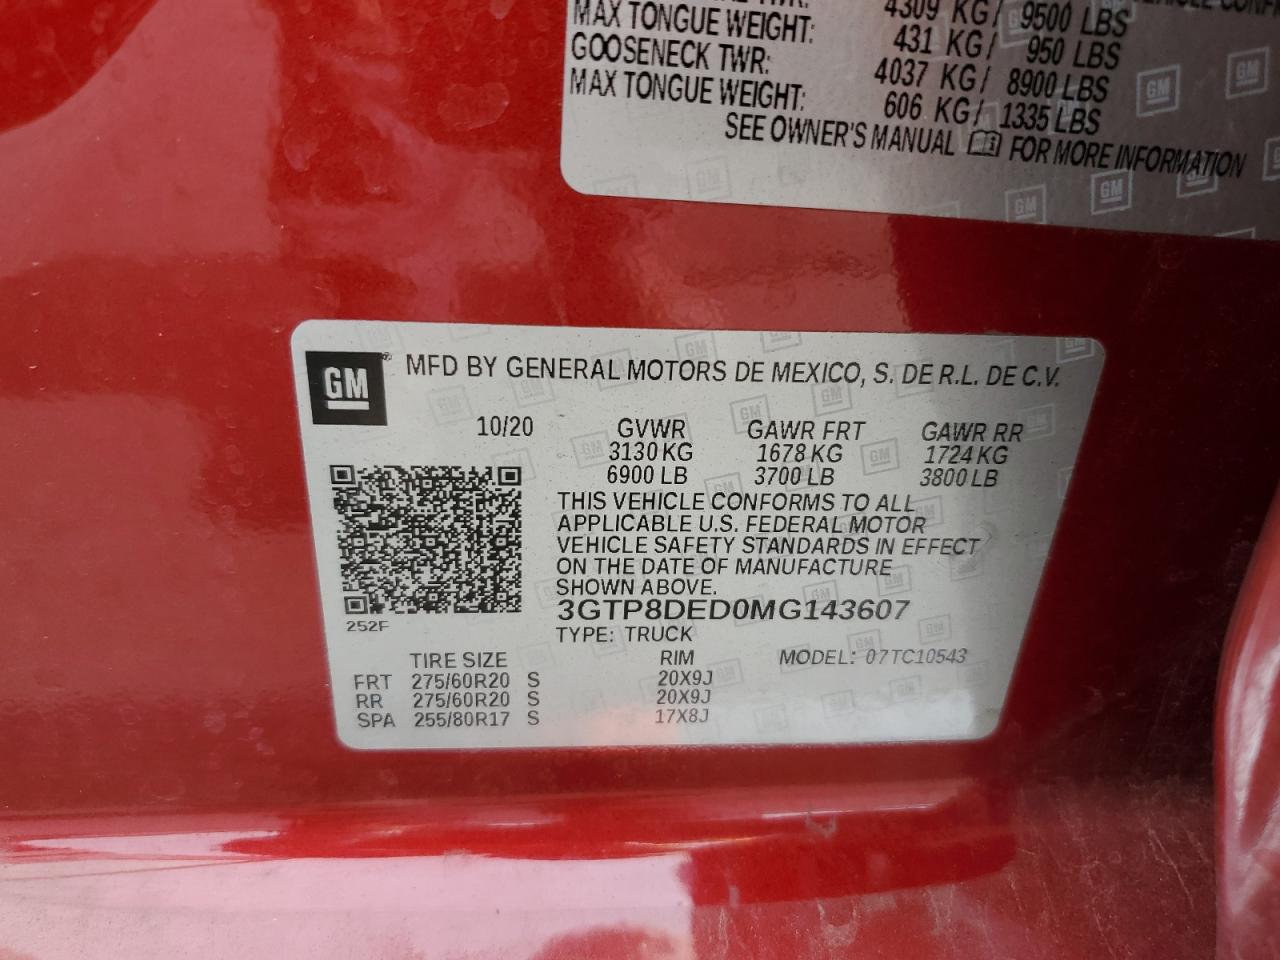 TWR: 4309 KG/ 9500 LBS
MAX TONGUE WEIGHT: 431 KG/ 950 LBS
GOOSENECK TWR: 4037 KG/ 8900 LBS
MAX TONGUE WEIGHT: 606 KG/ 1335 LBS
SEE OWNER'S MANUAL FOR MORE INFORMATION
GM® MFD BY GENERAL MOTORS DE MEXICO, S. DE R.L. DE C.V.
10/20 GVWR GAWR FRT GAWR RR
3130 KG 1678 KG 1724 KG
6900 LB 3700 LB 3800 LB
THIS VEHICLE CONFORMS TO ALL
APPLICABLE U.S. FEDERAL MOTOR
VEHICLE SAFETY STANDARDS IN EFFECT
ON THE DATE OF MANUFACTURE
SHOWN ABOVE.
3GTP8DED0MG143607
252F
TYPE: TRUCK
TIRE SIZE RIM MODEL: 07TC10543
FRT 275/60R20 S 20X9J
RR 275/60R20 S 20X9J
SPA 255/80R17 S 17X8J